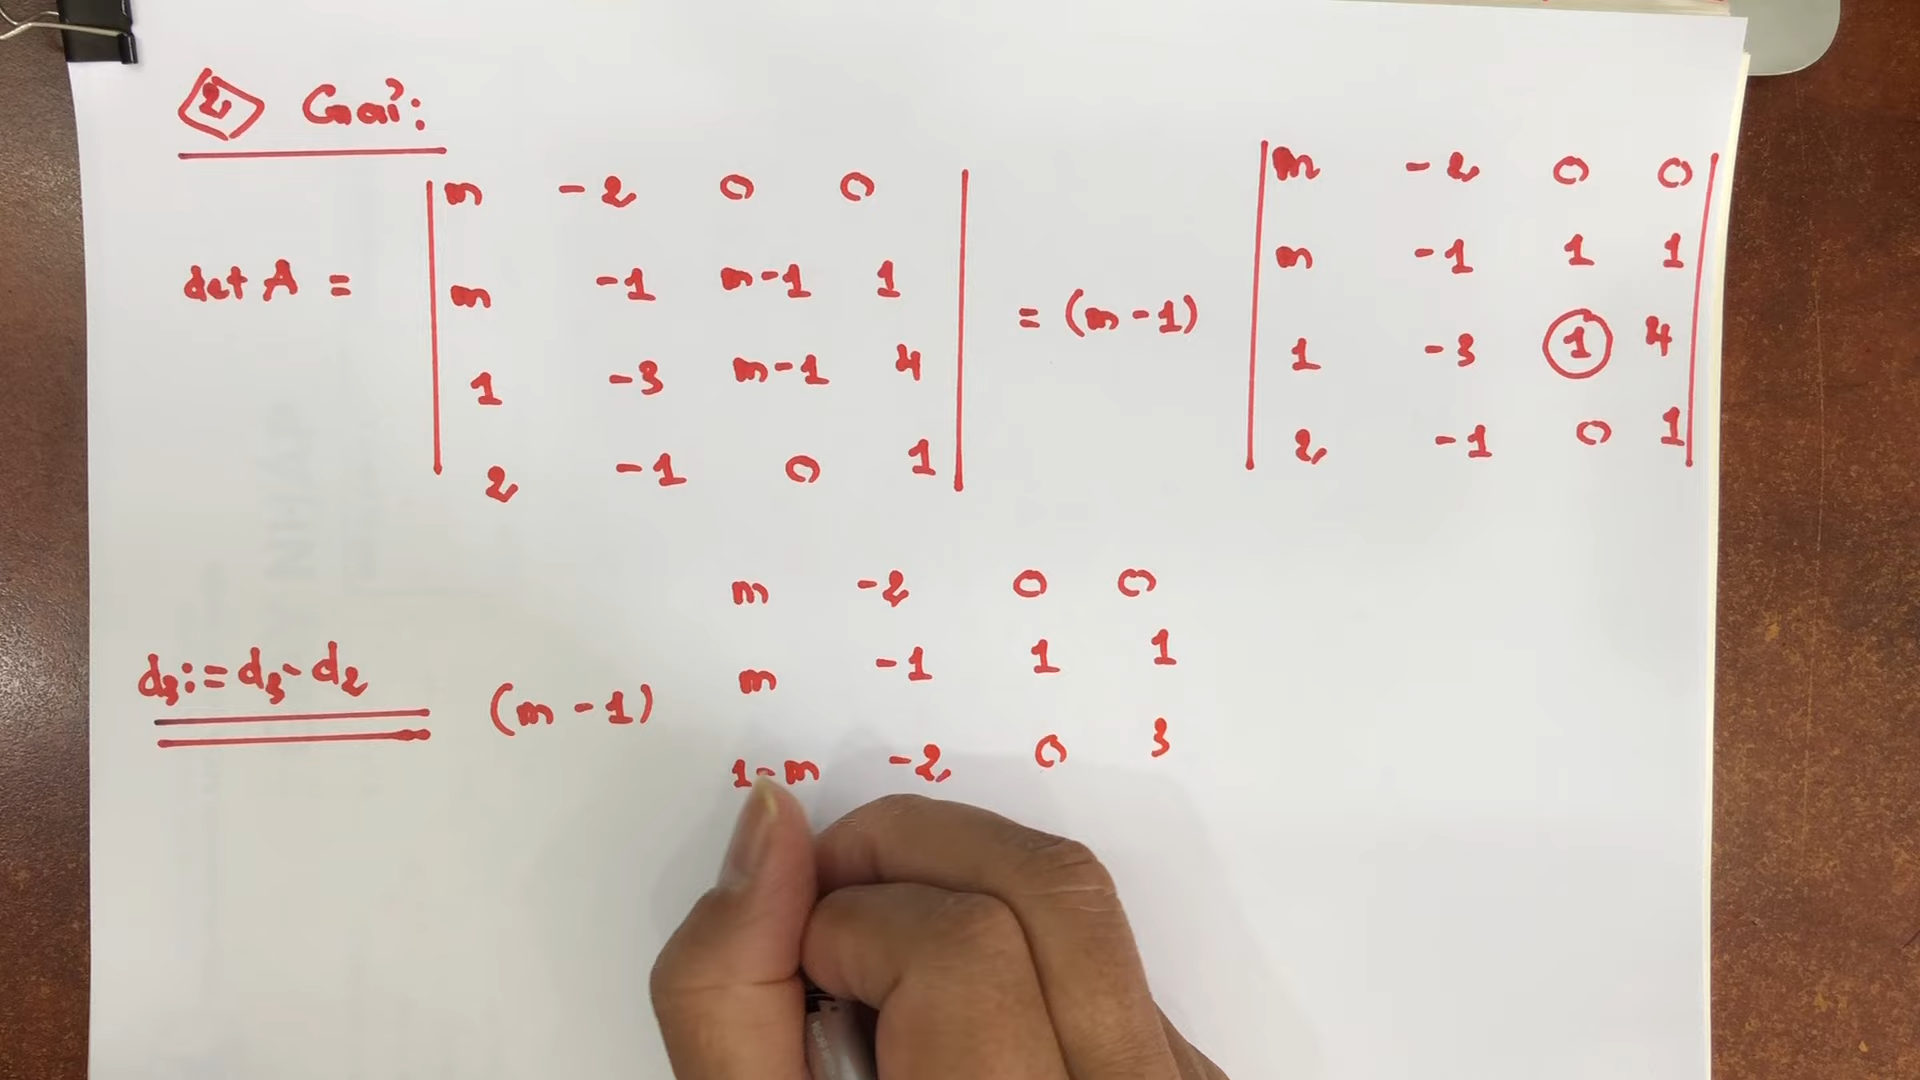 2 Giải:
det A = | m -2 0 0 | = (m-1) | m -2 0 0 |
| m -1 m-1 1 | | m -1 1 1 |
| 1 -3 m-1 4 | | 1 -3 1 4 |
| 2 -1 0 1 | | 2 -1 0 1 |
m -2 0 0
d3:=d3-d2 (m-1) m -1 1 1
1-m -2 0 3